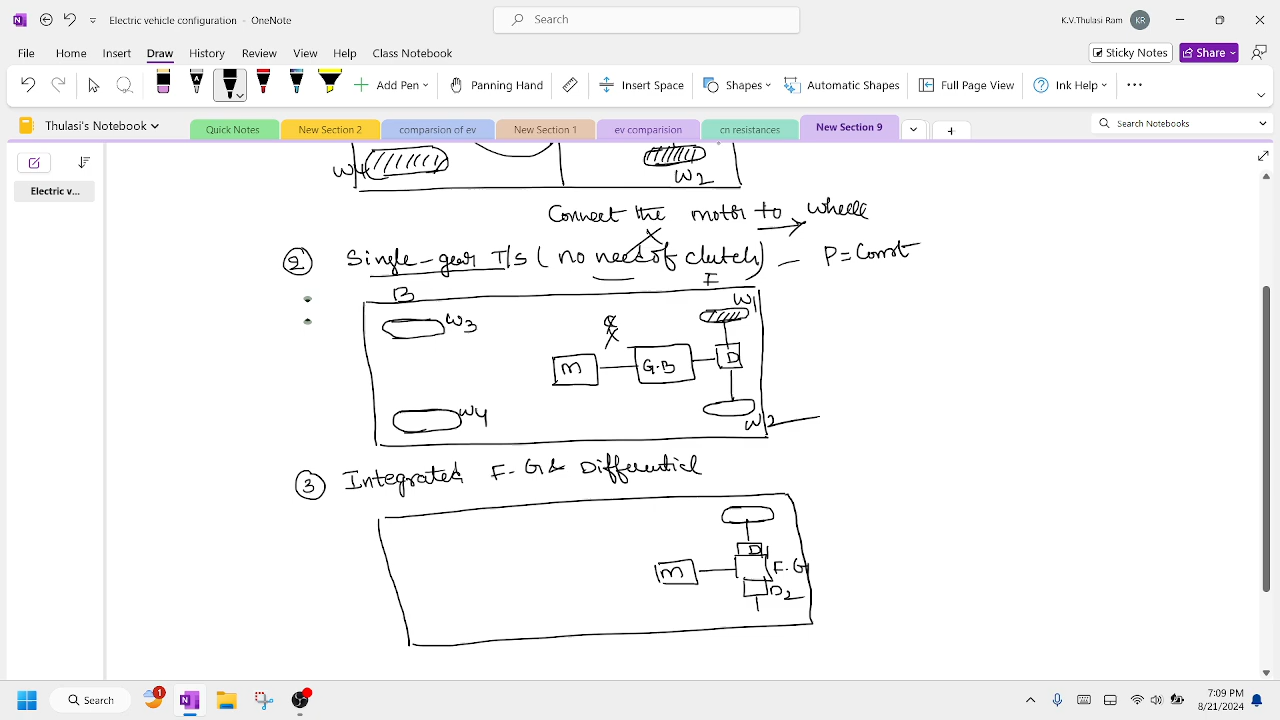 Electric vehicle configuration - OneNote
Search
K.V.Thulasi Ram
KR
File Home Insert Draw History Review View Help Class Notebook
Sticky Notes
Share
Add Pen
Panning Hand
Insert Space
Shapes
Automatic Shapes
Full Page View
Ink Help
Thulasi's Notebook
Quick Notes
New Section 2
comparsion of ev
New Section 1
ev comparision
cn resistances
New Section 9
Search Notebooks
Electric v...
W4
W2
Connect the motor to wheels
2 Single-gear T/s ( no need of clutch) - P = Const
B
F
W1
W3
M
G.B
D
W4
W2
3 Integrated F-G & Differential
D
M
F.G
D2
Search
1
7:09 PM
8/21/2024